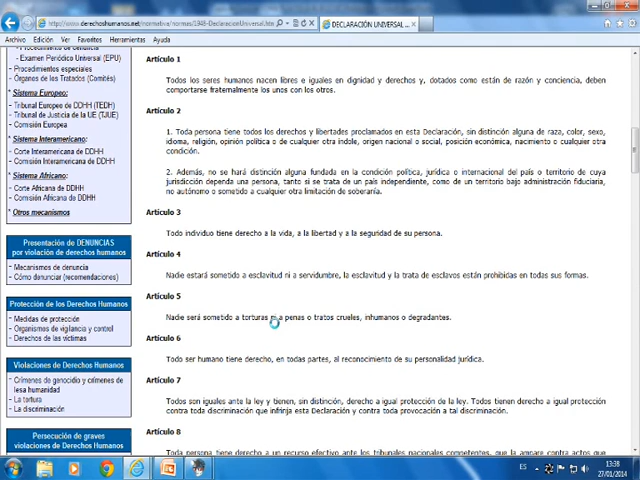 http://www.derechoshumanos.net/normativa/normas/1948-DeclaracionUniversal.htm
DECLARACIÓN UNIVERSAL ...
Archivo Edición Ver Favoritos Herramientas Ayuda
- Procedimiento de Denuncia
- Examen Periódico Universal (EPU)
- Procedimientos especiales
- Órganos de los Tratados (Comités)
* Sistema Europeo:
- Tribunal Europeo de DDHH (TEDH)
- Tribunal de Justicia de la UE (TJUE)
- Comisión Europea
* Sistema Interamericano:
- Corte Interamericana de DDHH
- Comisión Interamericana de DDHH
* Sistema Africano:
- Corte Africana de DDHH
- Comisión Africana de DDHH
* Otros mecanismos
Presentación de DENUNCIAS
por violación de derechos humanos
- Mecanismos de denuncia
- Cómo denunciar (recomendaciones)
Protección de los Derechos Humanos
- Medidas de protección
- Organismos de vigilancia y control
- Derechos de las víctimas
Violaciones de Derechos Humanos
- Crímenes de genocidio y crímenes de
lesa humanidad
- La tortura
- La discriminación
Persecución de graves
violaciones de Derechos Humanos
Artículo 1
Todos los seres humanos nacen libres e iguales en dignidad y derechos y, dotados como están de razón y conciencia, deben
comportarse fraternalmente los unos con los otros.
Artículo 2
1. Toda persona tiene todos los derechos y libertades proclamados en esta Declaración, sin distinción alguna de raza, color, sexo,
idioma, religión, opinión política o de cualquier otra índole, origen nacional o social, posición económica, nacimiento o cualquier otra
condición.
2. Además, no se hará distinción alguna fundada en la condición política, jurídica o internacional del país o territorio de cuya
jurisdicción dependa una persona, tanto si se trata de un país independiente, como de un territorio bajo administración fiduciaria,
no autónomo o sometido a cualquier otra limitación de soberanía.
Artículo 3
Todo individuo tiene derecho a la vida, a la libertad y a la seguridad de su persona.
Artículo 4
Nadie estará sometido a esclavitud ni a servidumbre, la esclavitud y la trata de esclavos están prohibidas en todas sus formas.
Artículo 5
Nadie será sometido a torturas ni a penas o tratos crueles, inhumanos o degradantes.
Artículo 6
Todo ser humano tiene derecho, en todas partes, al reconocimiento de su personalidad jurídica.
Artículo 7
Todos son iguales ante la ley y tienen, sin distinción, derecho a igual protección de la ley. Todos tienen derecho a igual protección
contra toda discriminación que infrinja esta Declaración y contra toda provocación a tal discriminación.
Artículo 8
Toda persona tiene derecho a un recurso efectivo ante los tribunales nacionales competentes, que la ampare contra actos que
ES
13:38
27/01/2014